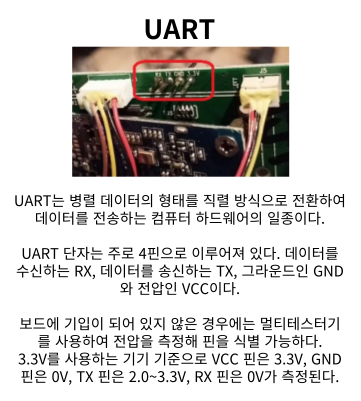 UART
RX TX GND 3.3V
J5
UART는 병렬 데이터의 형태를 직렬 방식으로 전환하여
데이터를 전송하는 컴퓨터 하드웨어의 일종이다.
UART 단자는 주로 4핀으로 이루어져 있다. 데이터를
수신하는 RX, 데이터를 송신하는 TX, 그라운드인 GND
와 전압인 VCC이다.
보드에 기입이 되어 있지 않은 경우에는 멀티테스터기
를 사용하여 전압을 측정해 핀을 식별 가능하다.
3.3V를 사용하는 기기 기준으로 VCC 핀은 3.3V, GND
핀은 0V, TX 핀은 2.0~3.3V, RX 핀은 0V가 측정된다.